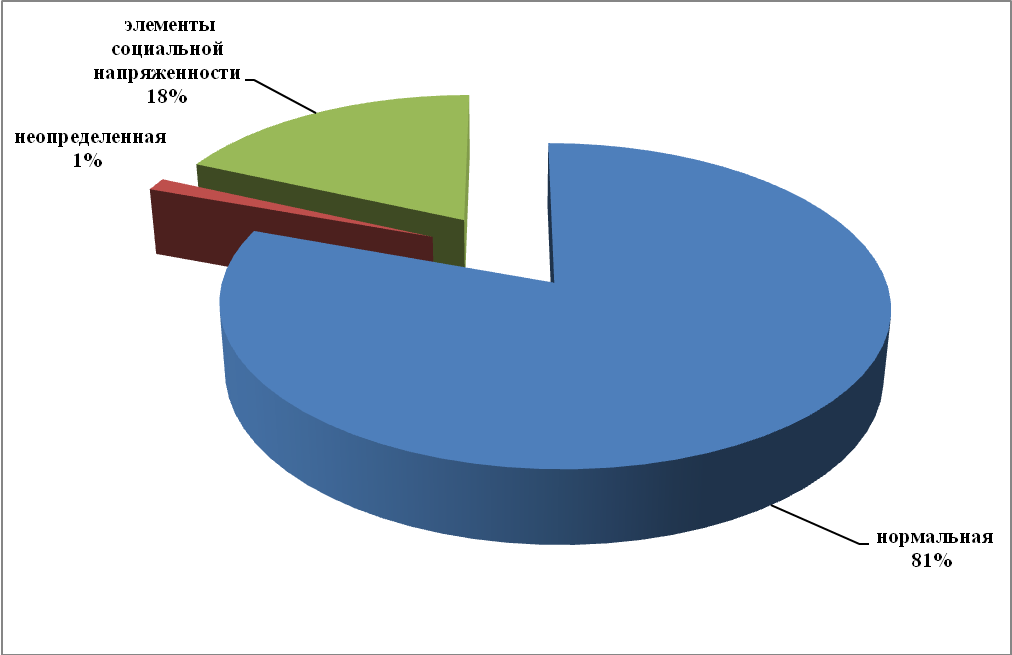 элементы
социальной
напряженности
18%
неопределенная
1%
нормальная
81%